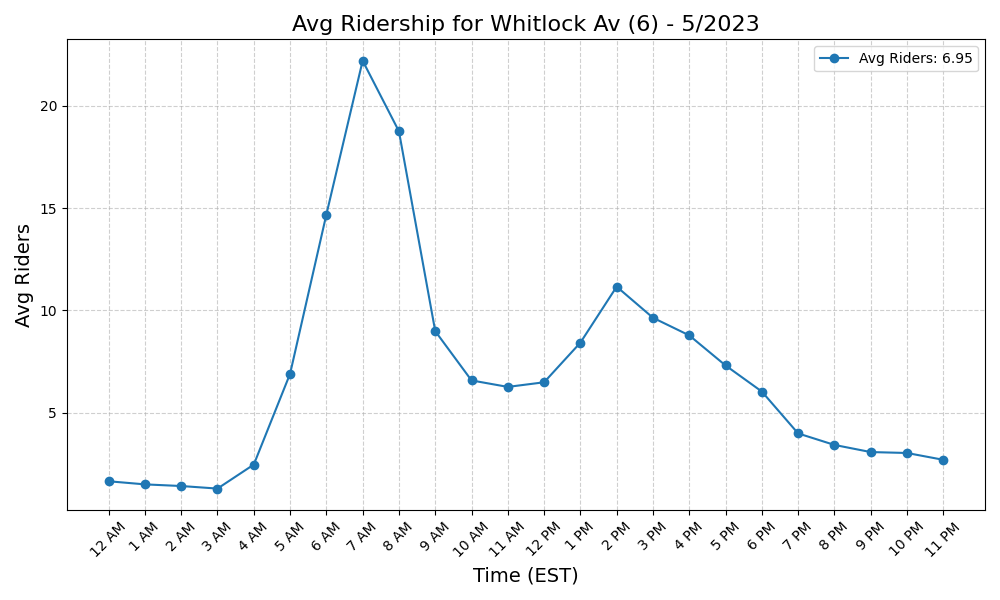 Avg Ridership for Whitlock Av (6) - 5/2023
Avg Riders: 6.95
Avg Riders
20
15
10
5
12 AM
1 AM
2 AM
3 AM
4 AM
5 AM
6 AM
7 AM
8 AM
9 AM
10 AM
11 AM
12 PM
1 PM
2 PM
3 PM
4 PM
5 PM
6 PM
7 PM
8 PM
9 PM
10 PM
11 PM
Time (EST)